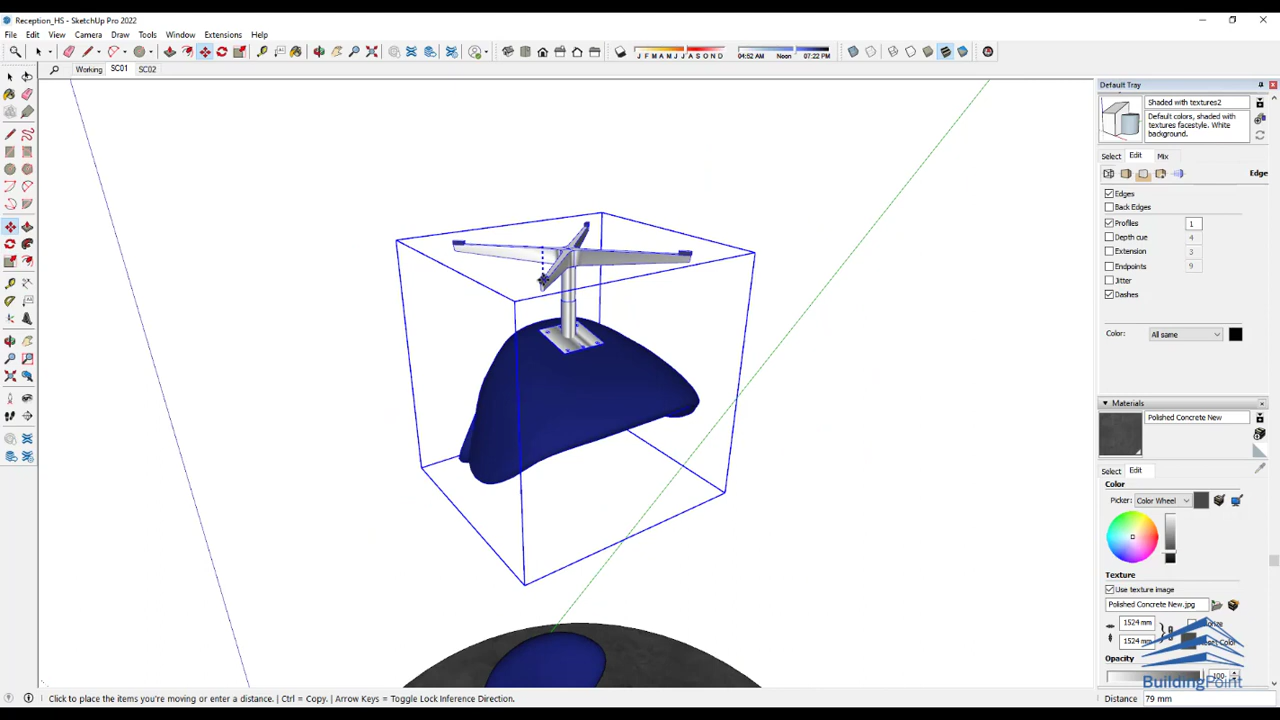 Reception_HS - SketchUp Pro 2022
File Edit View Camera Draw Tools Window Extensions Help
J F M A M J J A S O N D
04:52 AM Noon 07:22 PM
Working SC01 SC02
Default Tray
Shaded with textures2
Default colors, shaded with
textures facestyle. White
background.
Select Edit Mix
Edge
Edges
Back Edges
Profiles 1
Depth cue 4
Extension 3
Endpoints 9
Jitter
Dashes
Color: All same
Materials
Polished Concrete New
Select Edit
Color
Picker: Color Wheel
Texture
Use texture image
Polished Concrete New.jpg
1524 mm
1524 mm
Color
Opacity
100
BuildingPoint
Click to place the items you're moving or enter a distance. | Ctrl = Copy. | Arrow Keys = Toggle Lock Inference Direction.
Distance 79 mm